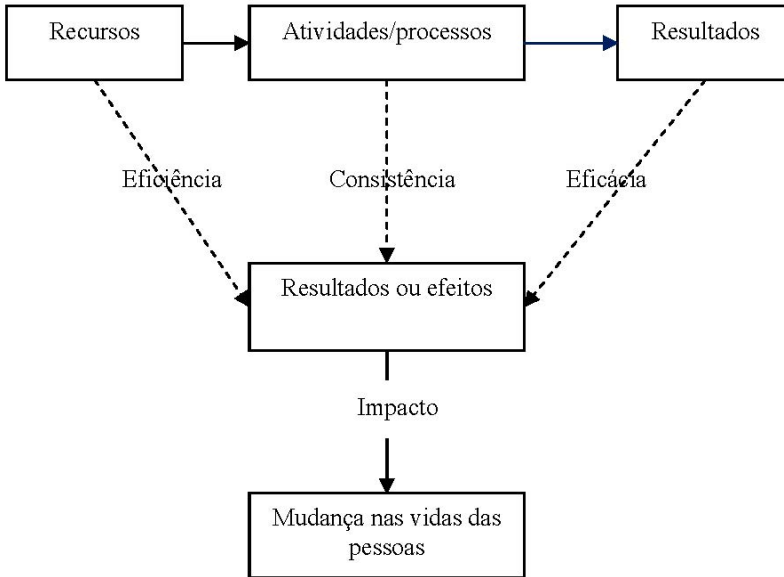 Recursos
Atividades/processos
Resultados
Eficiência
Consistência
Eficácia
Resultados ou efeitos
Impacto
Mudança nas vidas das
pessoas